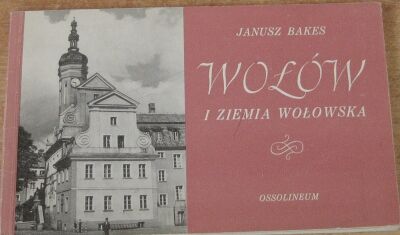 JANUSZ BAKES
WOŁÓW
I ZIEMIA WOŁOWSKA
OSSOLINEUM